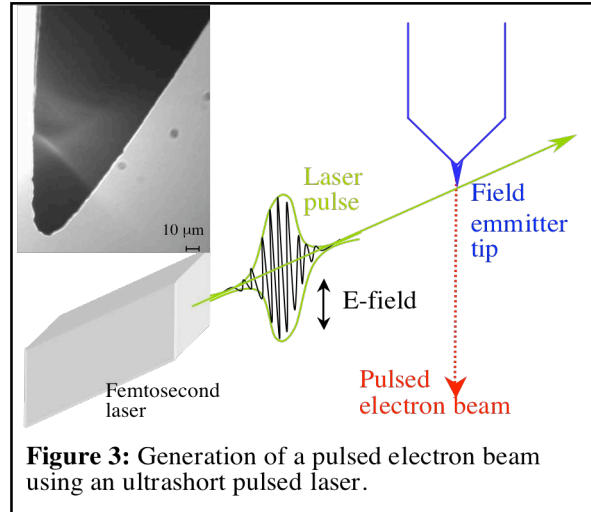 10 μm
Laser
pulse
Field
emmitter
tip
E-field
Femtosecond
laser
Pulsed
electron beam
Figure 3: Generation of a pulsed electron beam
using an ultrashort pulsed laser.